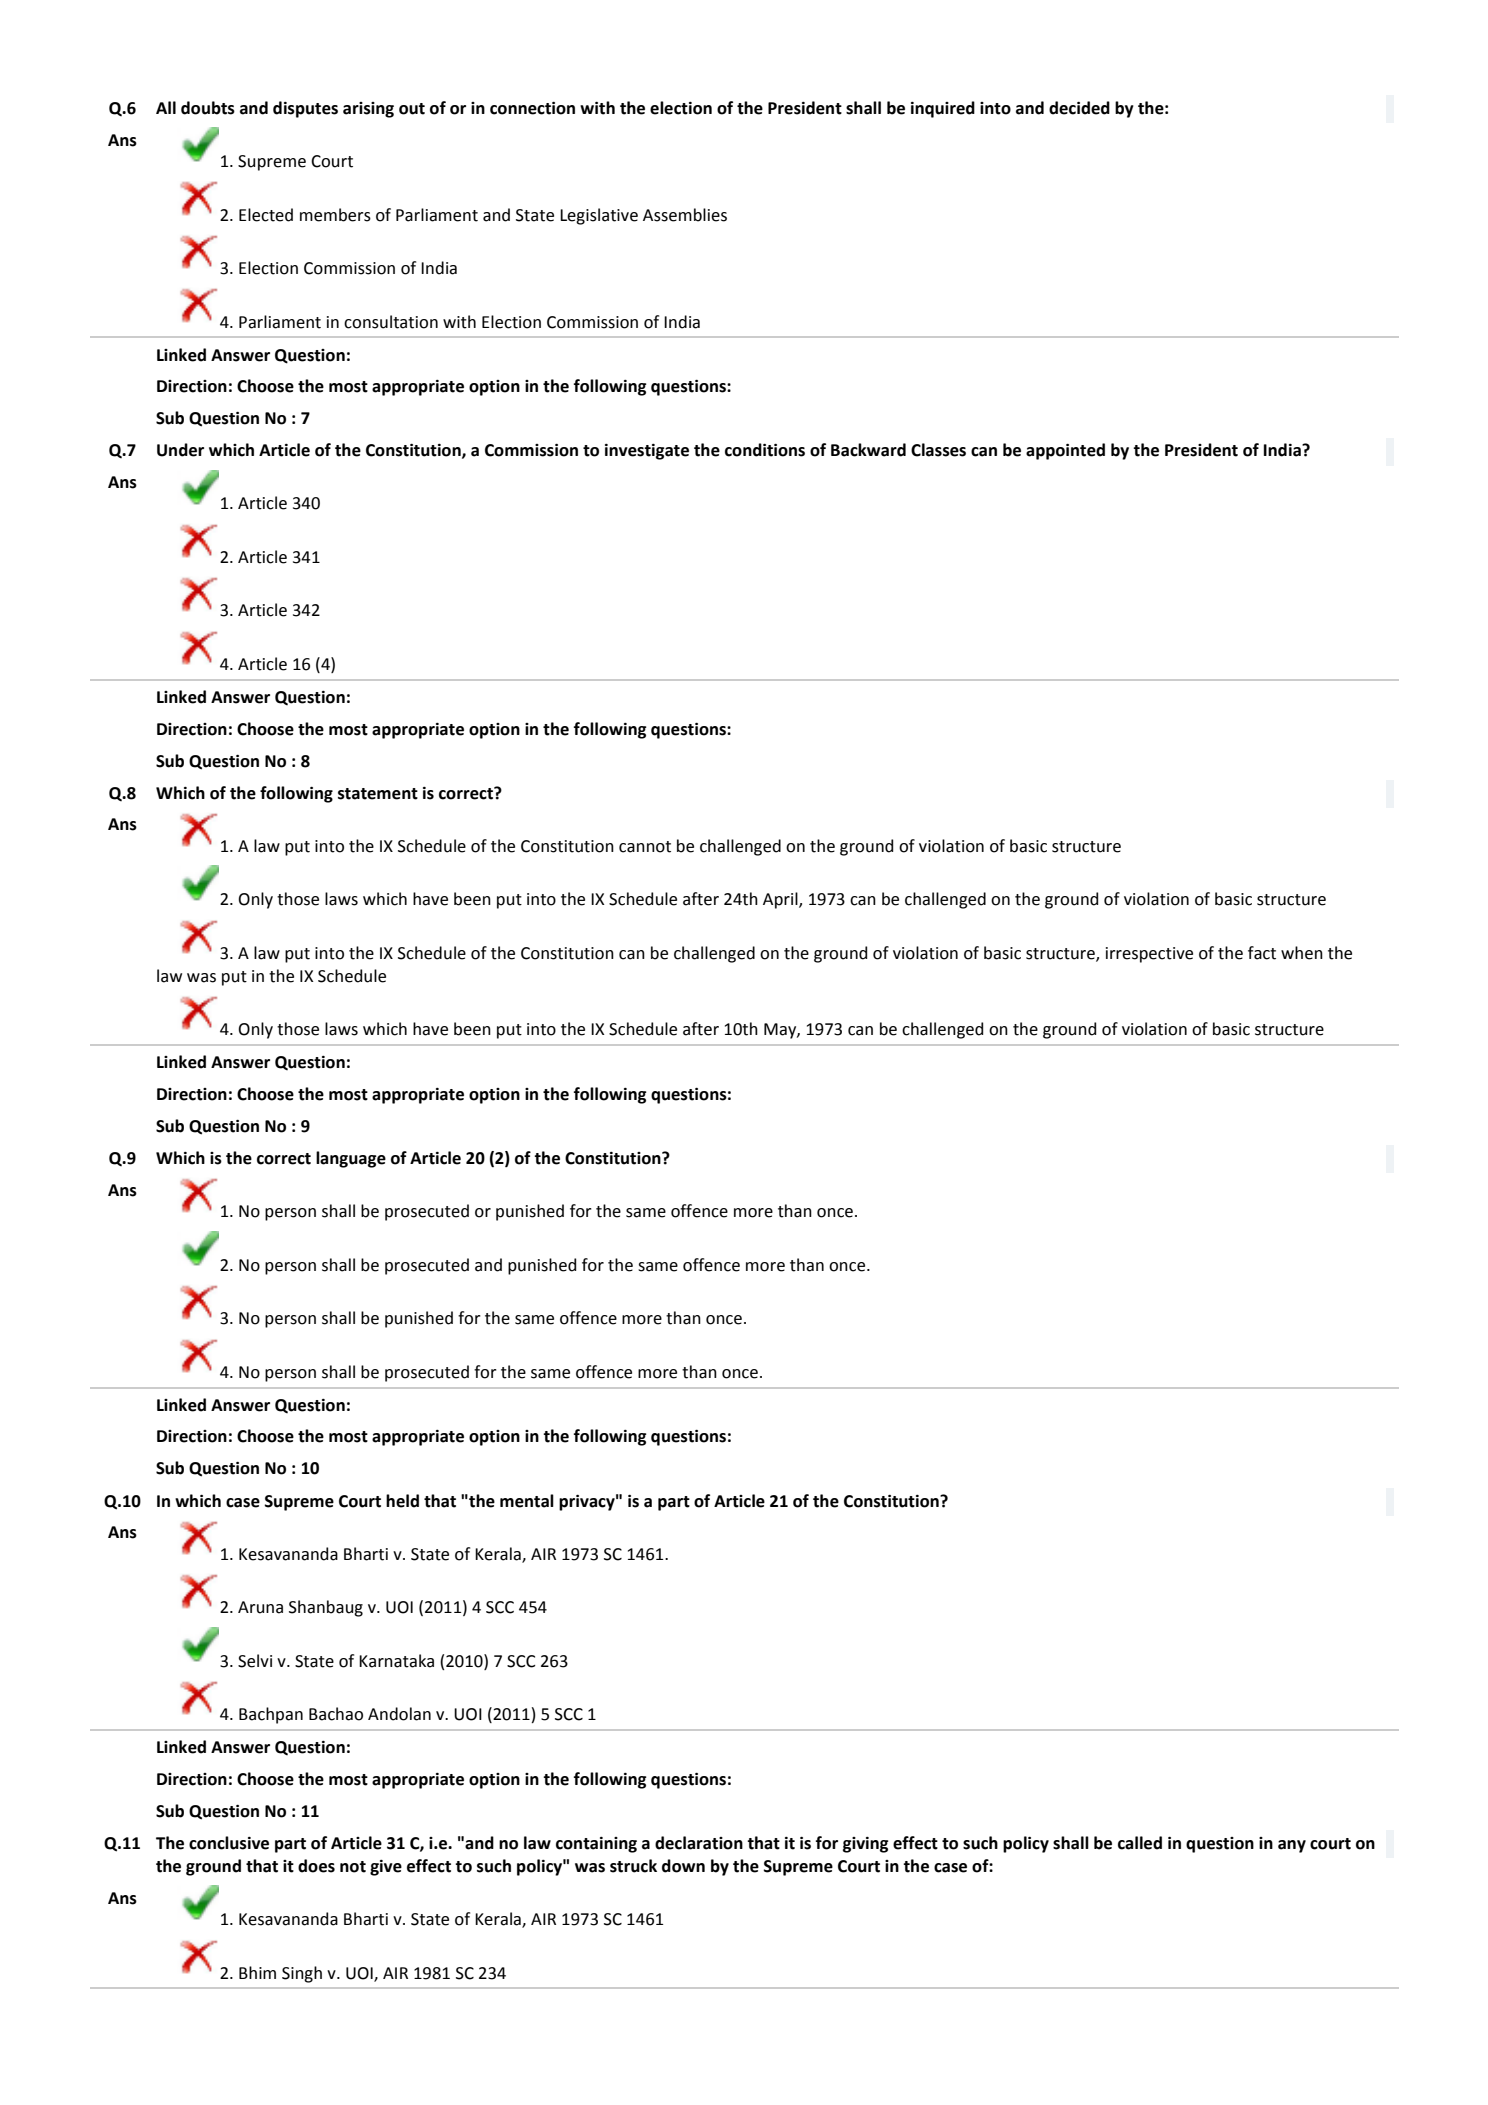 Q.6 All doubts and disputes arising out of or in connection with the election of the President shall be inquired into and decided by the:
Ans
1. Supreme Court
2. Elected members of Parliament and State Legislative Assemblies
3. Election Commission of India
4. Parliament in consultation with Election Commission of India
Linked Answer Question:
Direction: Choose the most appropriate option in the following questions:
Sub Question No : 7
Q.7 Under which Article of the Constitution, a Commission to investigate the conditions of Backward Classes can be appointed by the President of India?
Ans
1. Article 340
2. Article 341
3. Article 342
4. Article 16 (4)
Linked Answer Question:
Direction: Choose the most appropriate option in the following questions:
Sub Question No : 8
Q.8 Which of the following statement is correct?
Ans
1. A law put into the IX Schedule of the Constitution cannot be challenged on the ground of violation of basic structure
2. Only those laws which have been put into the IX Schedule after 24th April, 1973 can be challenged on the ground of violation of basic structure
3. A law put into the IX Schedule of the Constitution can be challenged on the ground of violation of basic structure, irrespective of the fact when the
law was put in the IX Schedule
4. Only those laws which have been put into the IX Schedule after 10th May, 1973 can be challenged on the ground of violation of basic structure
Linked Answer Question:
Direction: Choose the most appropriate option in the following questions:
Sub Question No : 9
Q.9 Which is the correct language of Article 20 (2) of the Constitution?
Ans
1. No person shall be prosecuted or punished for the same offence more than once.
2. No person shall be prosecuted and punished for the same offence more than once.
3. No person shall be punished for the same offence more than once.
4. No person shall be prosecuted for the same offence more than once.
Linked Answer Question:
Direction: Choose the most appropriate option in the following questions:
Sub Question No : 10
Q.10 In which case Supreme Court held that "the mental privacy" is a part of Article 21 of the Constitution?
Ans
1. Kesavananda Bharti v. State of Kerala, AIR 1973 SC 1461.
2. Aruna Shanbaug v. UOI (2011) 4 SCC 454
3. Selvi v. State of Karnataka (2010) 7 SCC 263
4. Bachpan Bachao Andolan v. UOI (2011) 5 SCC 1
Linked Answer Question:
Direction: Choose the most appropriate option in the following questions:
Sub Question No : 11
Q.11 The conclusive part of Article 31 C, i.e. "and no law containing a declaration that it is for giving effect to such policy shall be called in question in any court on
the ground that it does not give effect to such policy" was struck down by the Supreme Court in the case of:
Ans
1. Kesavananda Bharti v. State of Kerala, AIR 1973 SC 1461
2. Bhim Singh v. UOI, AIR 1981 SC 234